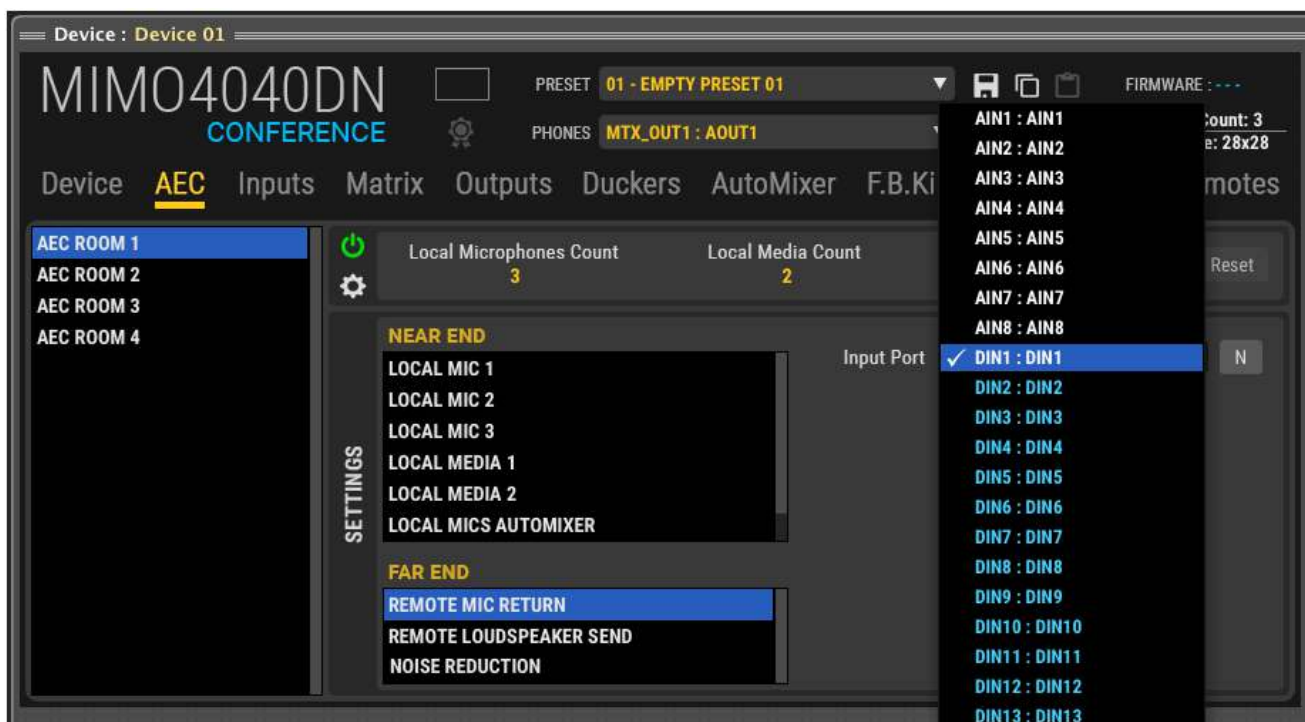 Device : Device 01
MIMO4040DN
CONFERENCE
PRESET 01 - EMPTY PRESET 01
PHONES MTX_OUT1 : AOUT1
FIRMWARE : - - -
Count: 3
e: 28x28
Device AEC Inputs Matrix Outputs Duckers AutoMixer F.B.Ki motes
AEC ROOM 1
AEC ROOM 2
AEC ROOM 3
AEC ROOM 4
Local Microphones Count
3
Local Media Count
2
Reset
SETTINGS
NEAR END
LOCAL MIC 1
LOCAL MIC 2
LOCAL MIC 3
LOCAL MEDIA 1
LOCAL MEDIA 2
LOCAL MICS AUTOMIXER
FAR END
REMOTE MIC RETURN
REMOTE LOUDSPEAKER SEND
NOISE REDUCTION
Input Port
N
AIN1 : AIN1
AIN2 : AIN2
AIN3 : AIN3
AIN4 : AIN4
AIN5 : AIN5
AIN6 : AIN6
AIN7 : AIN7
AIN8 : AIN8
✓ DIN1 : DIN1
DIN2 : DIN2
DIN3 : DIN3
DIN4 : DIN4
DIN5 : DIN5
DIN6 : DIN6
DIN7 : DIN7
DIN8 : DIN8
DIN9 : DIN9
DIN10 : DIN10
DIN11 : DIN11
DIN12 : DIN12
DIN13 : DIN13